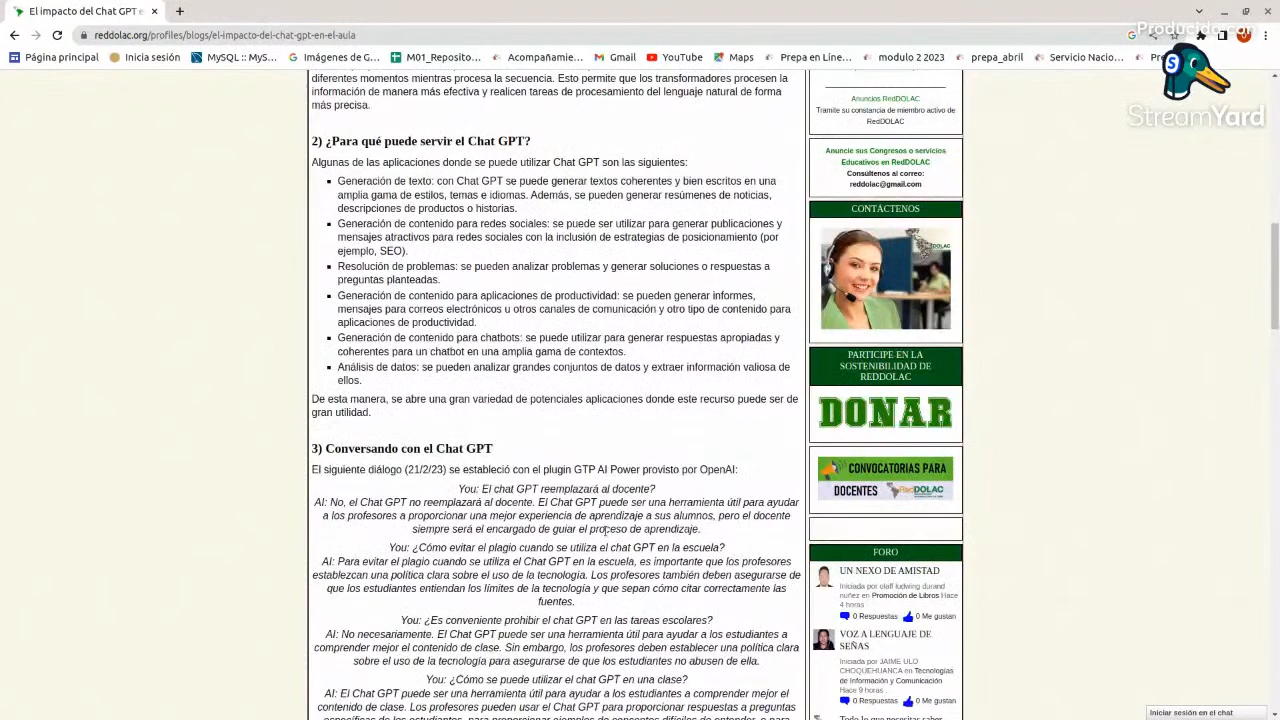 El impacto del chat GPT e
reddolac.org/profiles/blogs/el-impacto-del-chat-gpt-en-el-aula
Producido con
StreamYard
Página principal
Inicia sesión
MySQL :: MyS...
Imágenes de G...
M01_Reposito...
Acompañamie...
Gmail
YouTube
Maps
Prepa en Líne...
modulo 2 2023
prepa_abril
Servicio Nacio...
diferentes momentos mientras procesa la secuencia. Esto permite que los transformadores procesen la
información de manera más efectiva y realicen tareas de procesamiento del lenguaje natural de forma
más precisa.
2) ¿Para qué puede servir el Chat GPT?
Algunas de las aplicaciones donde se puede utilizar Chat GPT son las siguientes:
Generación de texto: con Chat GPT se puede generar textos coherentes y bien escritos en una
amplia gama de estilos, temas e idiomas. Además, se pueden generar resúmenes de noticias,
descripciones de productos o historias.
Generación de contenido para redes sociales: se puede ser utilizar para generar publicaciones y
mensajes atractivos para redes sociales con la inclusión de estrategias de posicionamiento (por
ejemplo, SEO).
Resolución de problemas: se pueden analizar problemas y generar soluciones o respuestas a
preguntas planteadas.
Generación de contenido para aplicaciones de productividad: se pueden generar informes,
mensajes para correos electrónicos u otros canales de comunicación y otro tipo de contenido para
aplicaciones de productividad.
Generación de contenido para chatbots: se puede utilizar para generar respuestas apropiadas y
coherentes para un chatbot en una amplia gama de contextos.
Análisis de datos: se pueden analizar grandes conjuntos de datos y extraer información valiosa de
ellos.
De esta manera, se abre una gran variedad de potenciales aplicaciones donde este recurso puede ser de
gran utilidad.
3) Conversando con el Chat GPT
El siguiente diálogo (21/2/23) se estableció con el plugin GTP AI Power provisto por OpenAI:
You: El chat GPT reemplazará al docente?
AI: No, el Chat GPT no reemplazará al docente. El Chat GPT puede ser una herramienta útil para ayudar
a los profesores a proporcionar una mejor experiencia de aprendizaje a sus alumnos, pero el docente
siempre será el encargado de guiar el proceso de aprendizaje.
You: ¿Cómo evitar el plagio cuando se utiliza el chat GPT en la escuela?
AI: Para evitar el plagio cuando se utiliza el Chat GPT en la escuela, es importante que los profesores
establezcan una política clara sobre el uso de la tecnología. Los profesores también deben asegurarse de
que los estudiantes entiendan los límites de la tecnología y que sepan cómo citar correctamente las
fuentes.
You: ¿Es conveniente prohibir el chat GPT en las tareas escolares?
AI: No necesariamente. El Chat GPT puede ser una herramienta útil para ayudar a los estudiantes a
comprender mejor el contenido de clase. Sin embargo, los profesores deben establecer una política clara
sobre el uso de la tecnología para asegurarse de que los estudiantes no abusen de ella.
You: ¿Cómo se puede utilizar el chat GPT en una clase?
AI: El Chat GPT puede ser una herramienta útil para ayudar a los estudiantes a comprender mejor el
contenido de clase. Los profesores pueden usar el Chat GPT para proporcionar respuestas a preguntas
específicas de los estudiantes, para proporcionar ejemplos de conceptos difíciles de entender, o para
Anuncios RedDOLAC
Tramite su constancia de miembro activo de
RedDOLAC
Anuncie sus Congresos o servicios
Educativos en RedDOLAC
Consúltenos al correo:
reddolac@gmail.com
CONTÁCTENOS
PARTICIPE EN LA
SOSTENIBILIDAD DE
REDDOLAC
DONAR
CONVOCATORIAS PARA
DOCENTES RedDOLAC
FORO
UN NEXO DE AMISTAD
Iniciada por olaff ludwing durand
nuñez en Promoción de Libros Hace
4 horas
0 Respuestas 0 Me gustan
VOZ A LENGUAJE DE
SEÑAS
Iniciada por JAIME ULO
CHOQUEHUANCA en Tecnologías
de Información y Comunicación
Hace 9 horas .
0 Respuestas 0 Me gustan
Todo lo que necesitas saber
Iniciar sesión en el chat